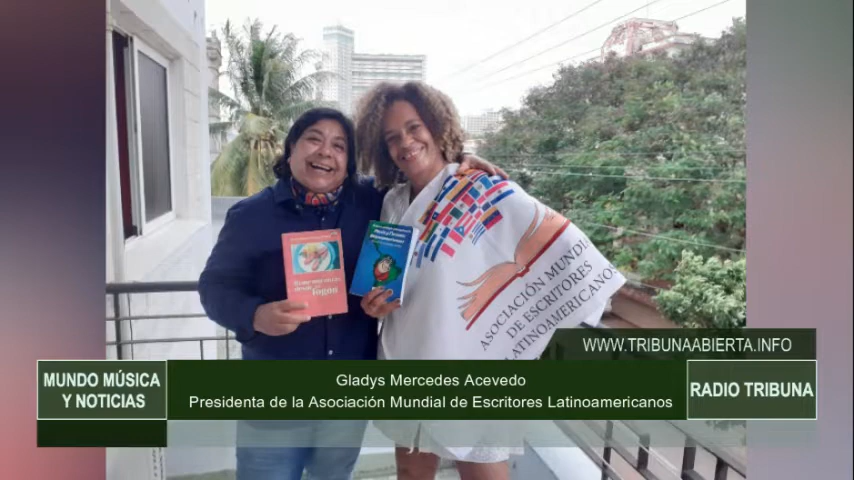 fogón
ASOCIACIÓN MUNDIAL
DE ESCRITORES
LATINOAMERICANOS
WWW.TRIBUNAABIERTA.INFO
MUNDO MÚSICA
Y NOTICIAS
Gladys Mercedes Acevedo
Presidenta de la Asociación Mundial de Escritores Latinoamericanos
RADIO TRIBUNA